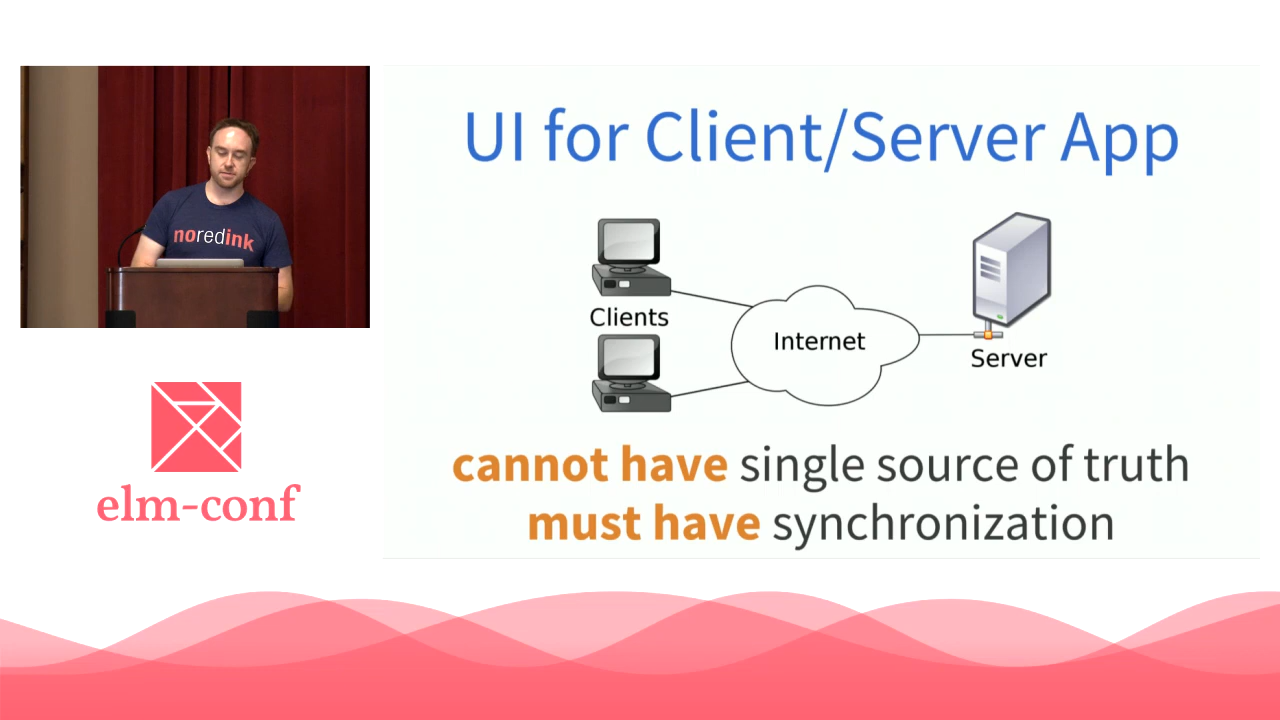 UI for Client/Server App
noredink
Clients
Internet
Server
cannot have single source of truth
must have synchronization
elm-conf